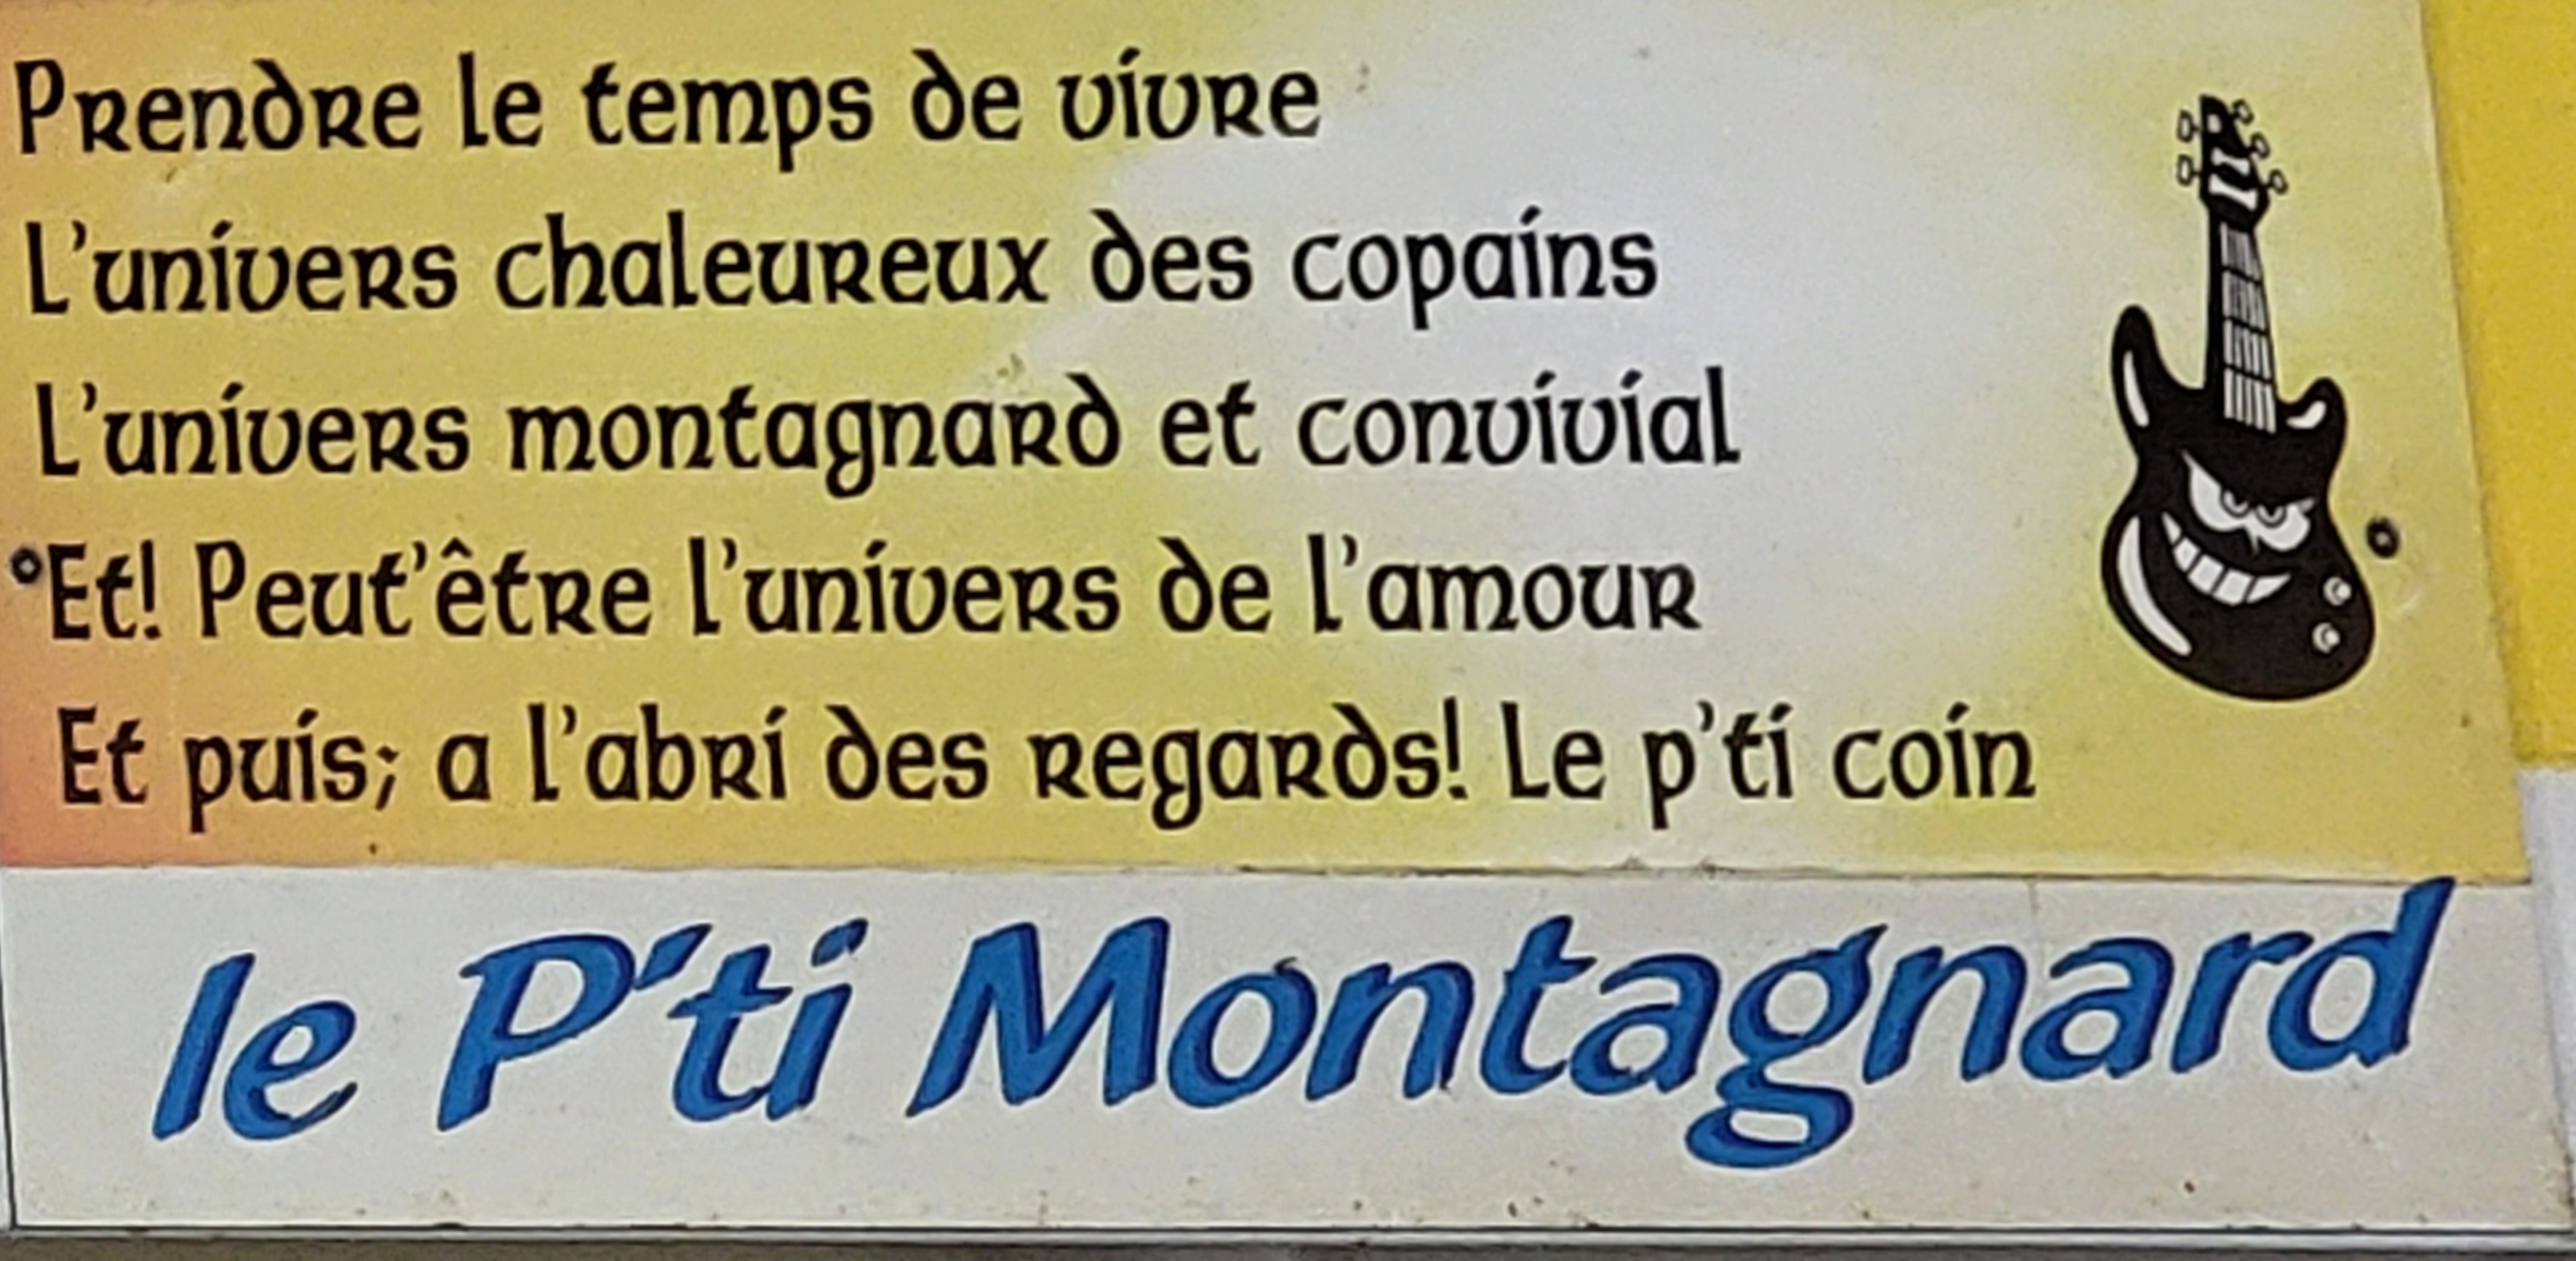 Prendre le temps de vivre
L'univers chaleureux des copains
L'univers montagnard et convivial
Et! Peut'être l'univers de l'amour
Et puis; a l'abri des regards! Le p'ti coin
le P'ti Montagnard